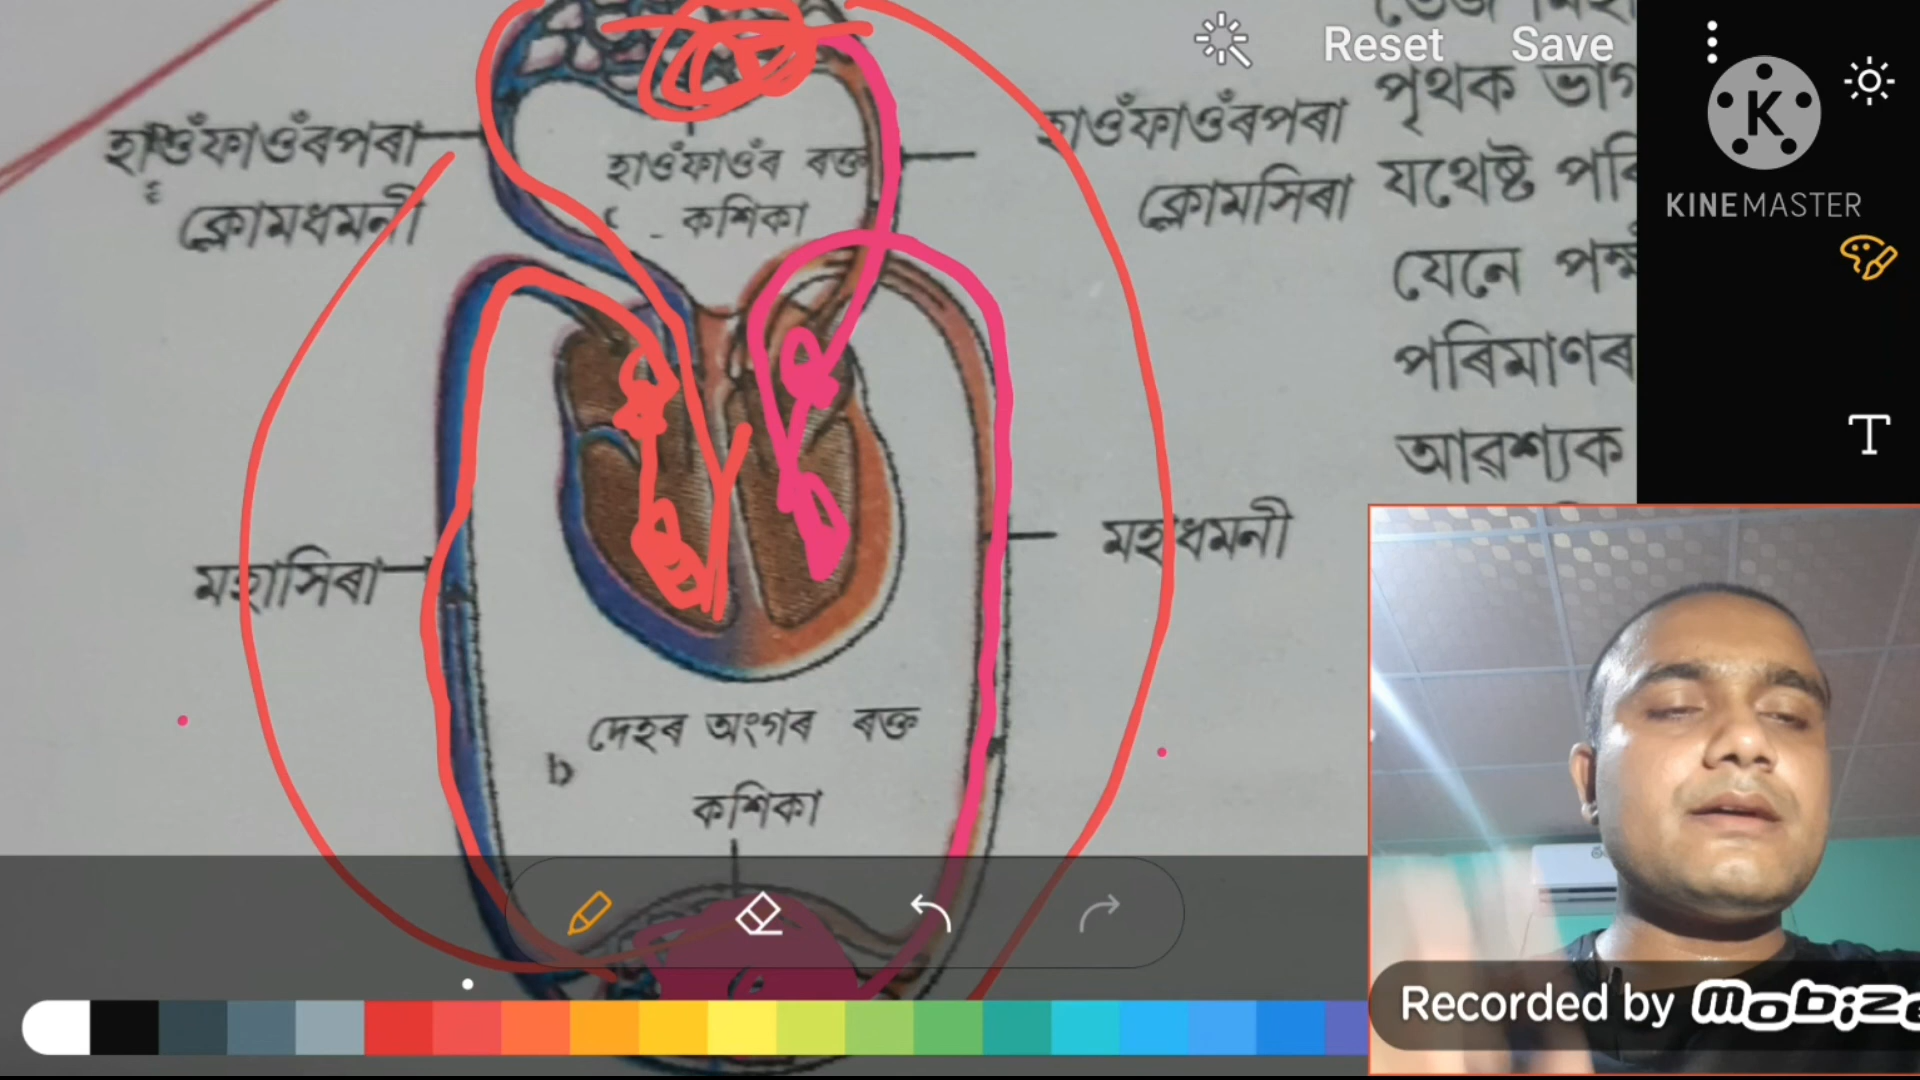 Reset Save
KINEMASTER
তেজ
পৃথক ভাগ
যথেষ্ট
যেনে
পৰিমাণৰ
আৱশ্যক
হাওঁফাওঁৰপৰা
ক্লোমধমনী
হাওঁফাওঁৰ ৰক্ত
কশিকা
হাওঁফাওঁৰপৰা
ক্লোমসিৰা
মহাসিৰা
মহাধমনী
দেহৰ অংগৰ ৰক্ত
b
কশিকা
T
Recorded by